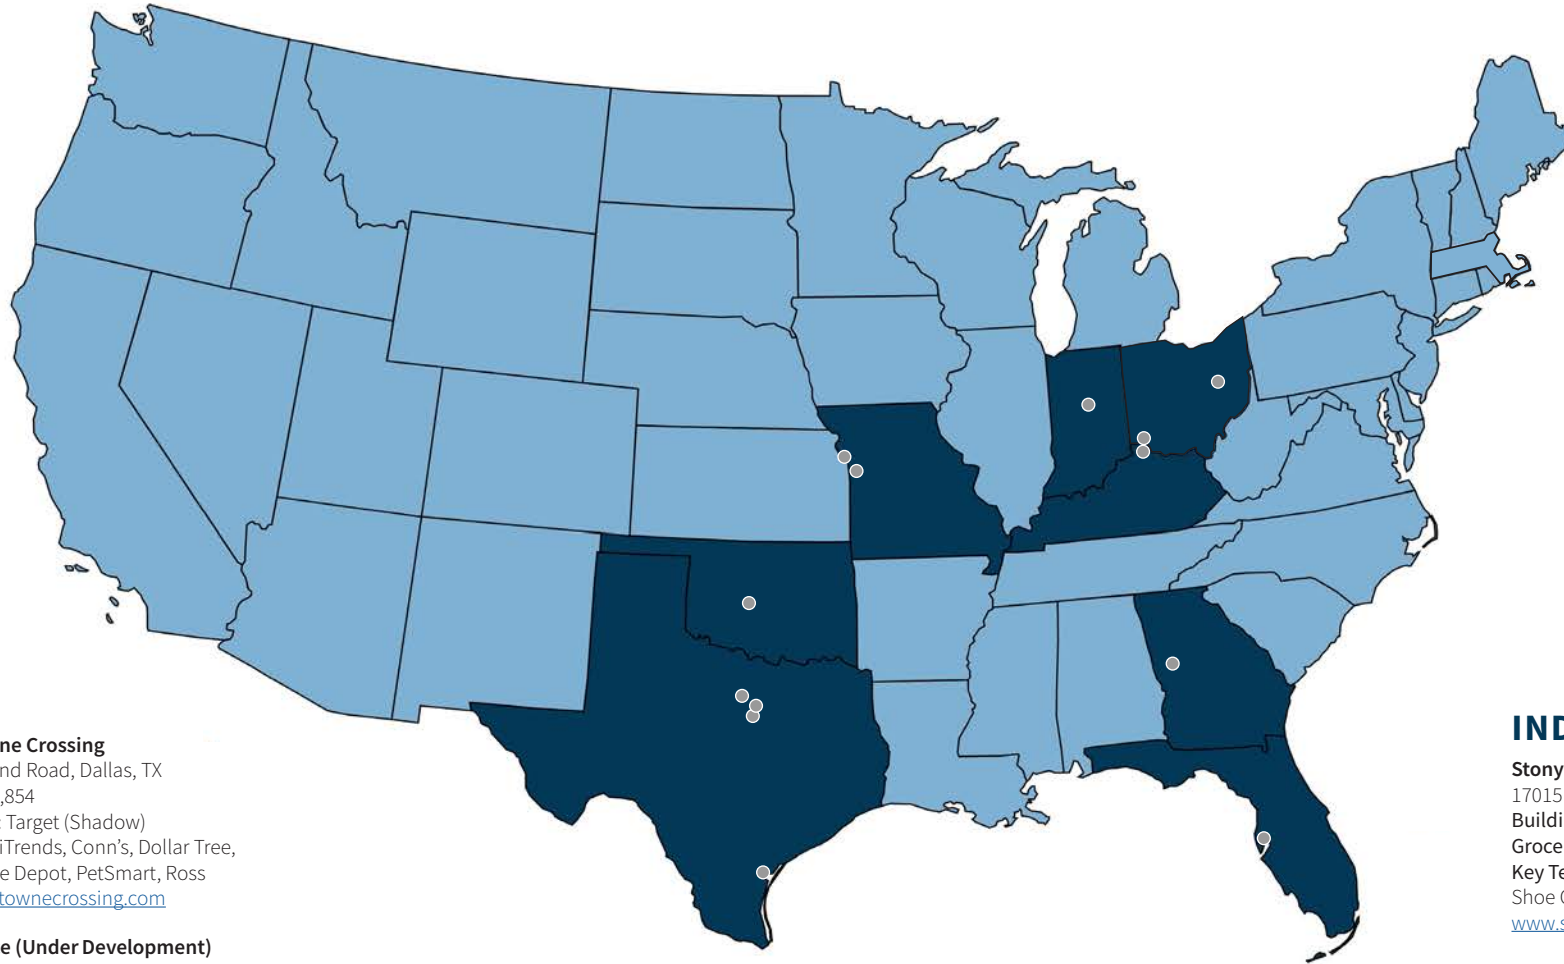 ne Crossing
nd Road, Dallas, TX
,854
: Target (Shadow)
iTrends, Conn's, Dollar Tree,
e Depot, PetSmart, Ross
townecrossing.com
e (Under Development)
IND
Stony
17015
Buildi
Groce
Key Te
Shoe C
www.s